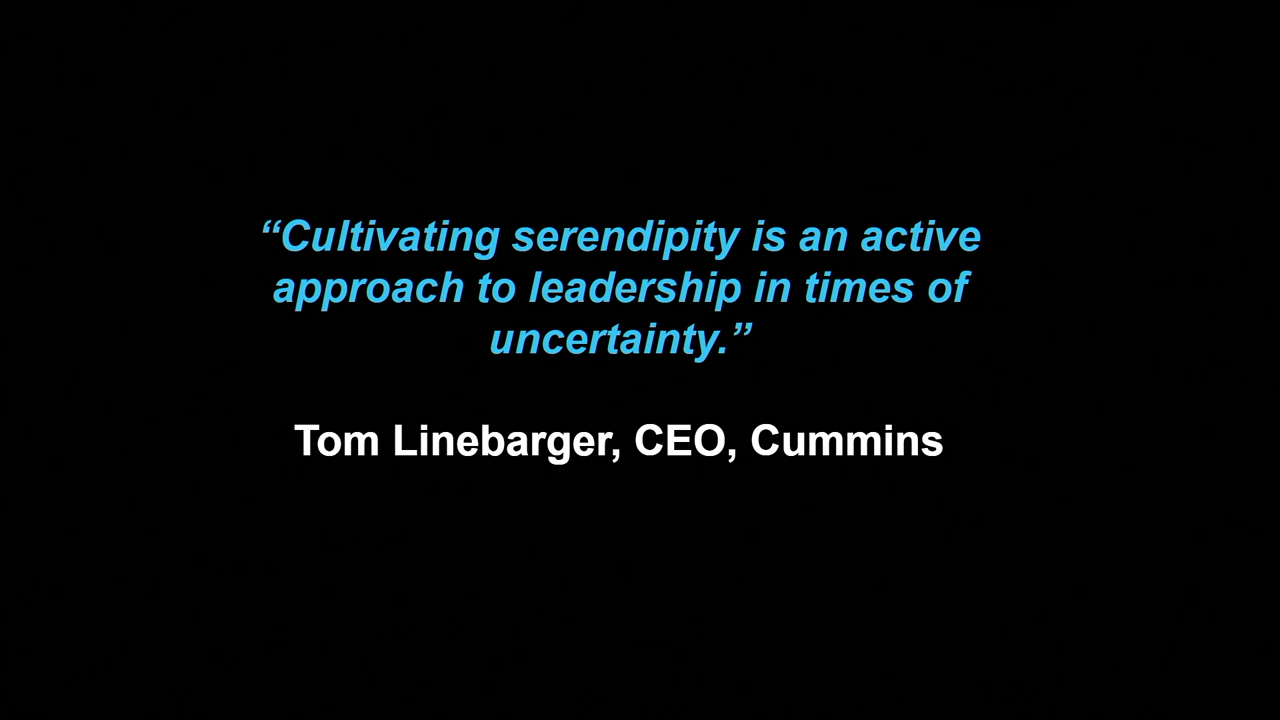 “Cultivating serendipity is an active
approach to leadership in times of
uncertainty.”
Tom Linebarger, CEO, Cummins